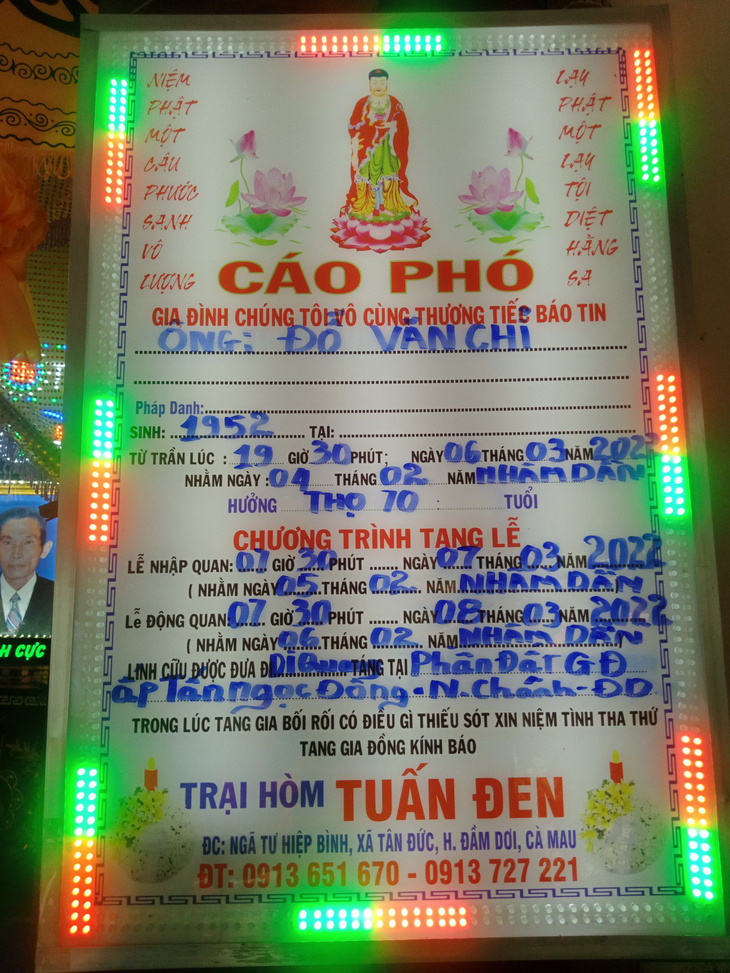 NIỆM
PHẬT
MỘT
CÂU
PHƯỚC
SANH
VÔ
LƯỢNG
LẠY
PHẬT
MỘT
LẠY
TỘI
DIỆT
HẰNG
SA
CÁO PHÓ
GIA ĐÌNH CHÚNG TÔI VÔ CÙNG THƯƠNG TIẾC BÁO TIN
ÔNG: ĐỖ VĂN CHỈ
Pháp Danh:
SINH: 1952 TẠI:
TỪ TRẦN LÚC : 19 GIỜ 30 PHÚT; NGÀY 06 THÁNG 03 NĂM 2022
NHẰM NGÀY : 04 THÁNG 02 NĂM NHÂM DẦN
HƯỞNG THỌ 70 : TUỔI
CHƯƠNG TRÌNH TANG LỄ
LỄ NHẬP QUAN: 07 GIỜ 30 PHÚT ....... NGÀY 07 THÁNG 03 NĂM 2022
( NHẰM NGÀY 05 THÁNG 02 NĂM NHÂM DẦN
Lễ ĐỘNG QUAN: 07 GIỜ 30 PHÚT ....... NGÀY 08 THÁNG 03 NĂM 2022
( NHẰM NGÀY 06 THÁNG 02 NĂM NHÂM DẦN )
LINH CỮU ĐƯỢC ĐƯA ĐI Di Quan TÁNG TẠI Phần Đất GĐ
ấp Tân Ngọc Đông - N. Chánh - ĐD
TRONG LÚC TANG GIA BỐI RỐI CÓ ĐIỀU GÌ THIẾU SÓT XIN NIỆM TÌNH THA THỨ
TANG GIA ĐỒNG KÍNH BÁO
TRẠI HÒM TUẤN ĐEN
ĐC: NGÃ TƯ HIỆP BÌNH, XÃ TÂN ĐỨC, H. ĐẦM DƠI, CÀ MAU
ĐT: 0913 651 670 - 0913 727 221
H CỰC